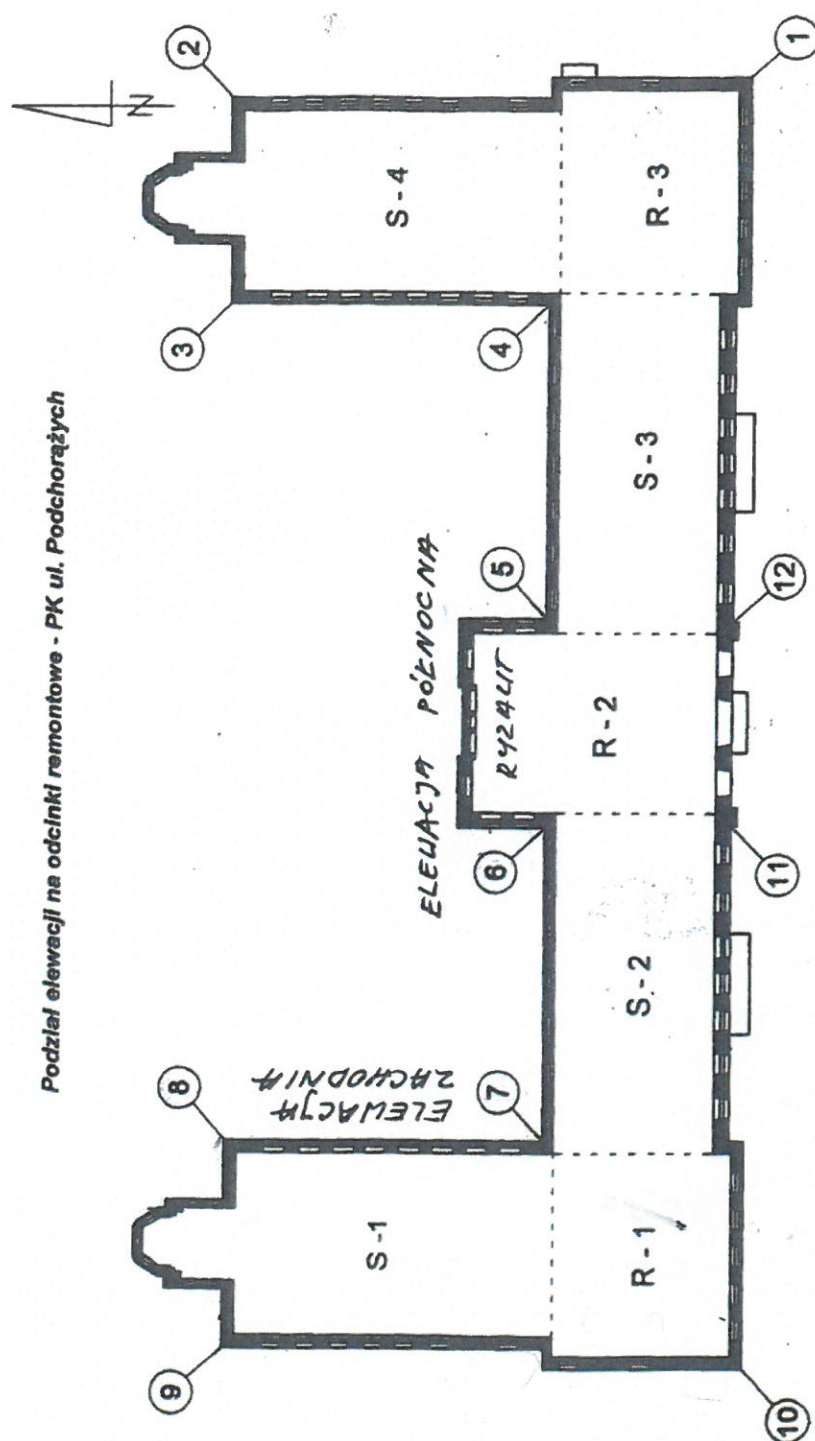 Podział elewacji na odcinki remontowe - PK ul. Podchorążych
N
9
8
3
2
S - 1
ELEWACJA
ZACHODNIA
S - 4
7
ELEWACJA PÓŁNOCNA
6
5
4
RYZALIT
R - 1
S - 2
R - 2
S - 3
R - 3
10
11
12
1